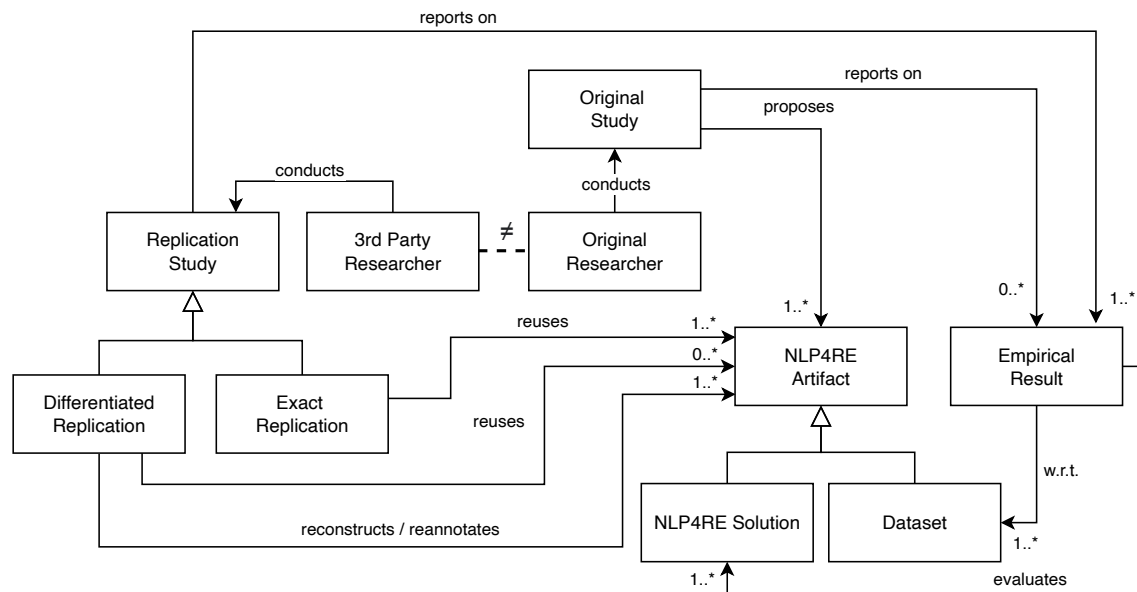 reports on
reports on
Original
Study
proposes
conducts
conducts
Replication
Study
3rd Party
Researcher
≠
Original
Researcher
0..*
1..*
1..*
reuses
1..*
NLP4RE
Artifact
Empirical
Result
0..*
1..*
Differentiated
Replication
Exact
Replication
reuses
w.r.t.
NLP4RE Solution
Dataset
reconstructs / reannotates
1..*
1..*
evaluates